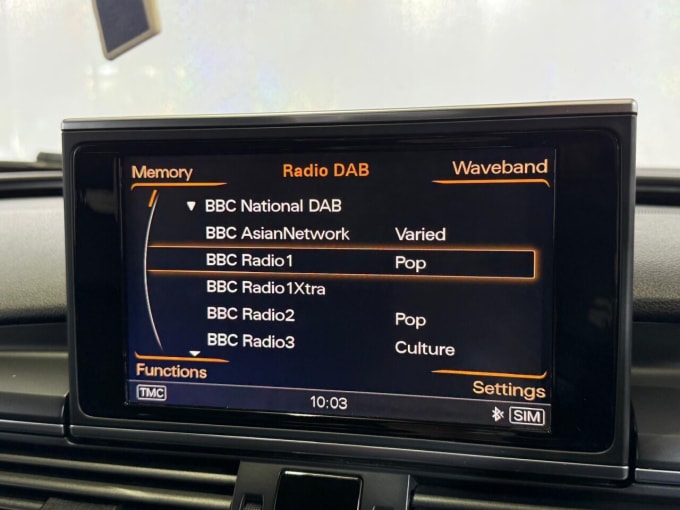 Memory Radio DAB Waveband
BBC National DAB
BBC AsianNetwork Varied
BBC Radio1 Pop
BBC Radio1Xtra
BBC Radio2 Pop
BBC Radio3 Culture
Functions Settings
TMC 10:03 SIM